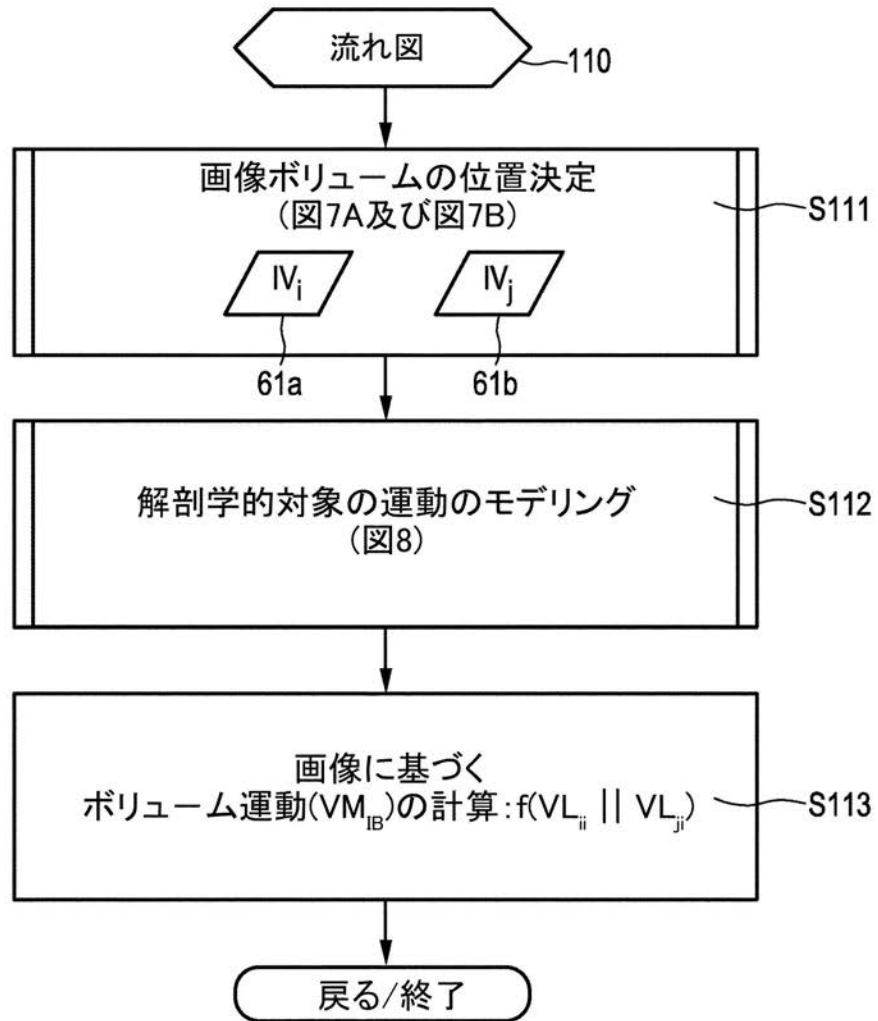 流れ図
110
画像ボリュームの位置決定
(図7A及び図7B)
S111
IVi
IVj
61a
61b
解剖学的対象の運動のモデリング
(図8)
S112
画像に基づく
ボリューム運動(VMIB)の計算:f(VLii || VLji)
S113
戻る/終了